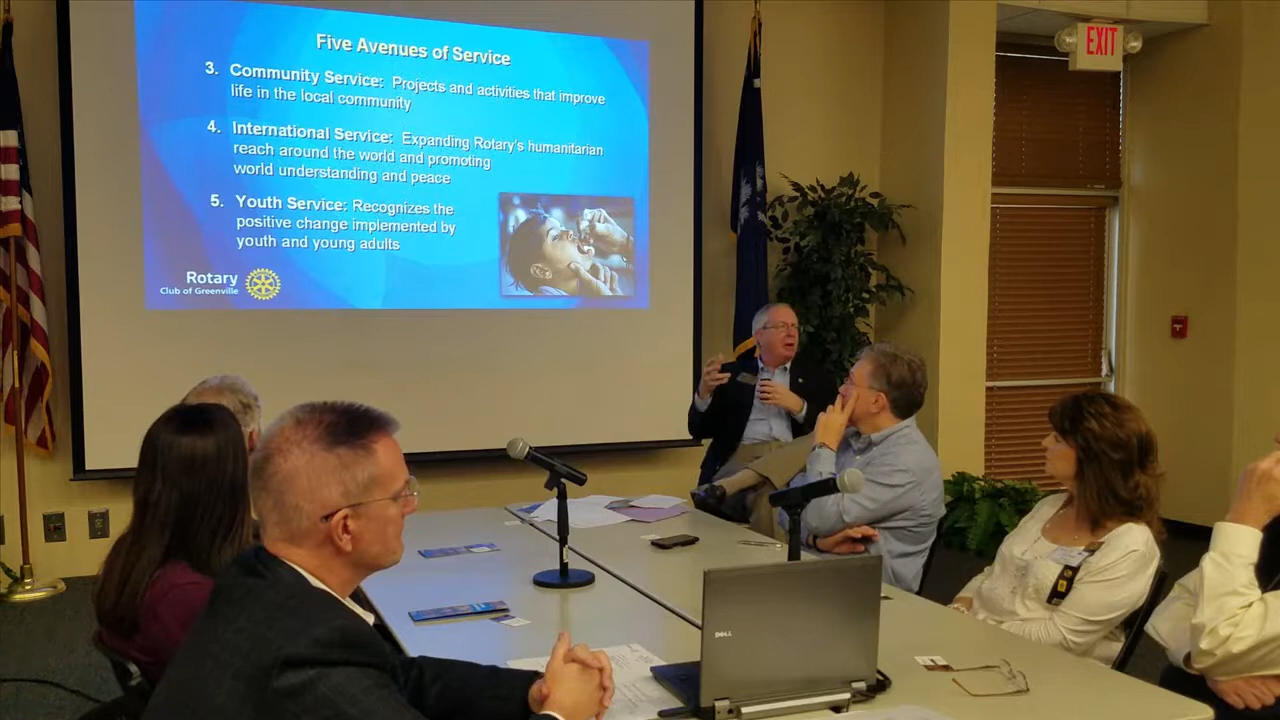 Five Avenues of Service
3. Community Service: Projects and activities that improve
life in the local community
4. International Service: Expanding Rotary's humanitarian
reach around the world and promoting
world understanding and peace
5. Youth Service: Recognizes the
positive change implemented by
youth and young adults
Rotary
Club of Greenville
EXIT
DELL